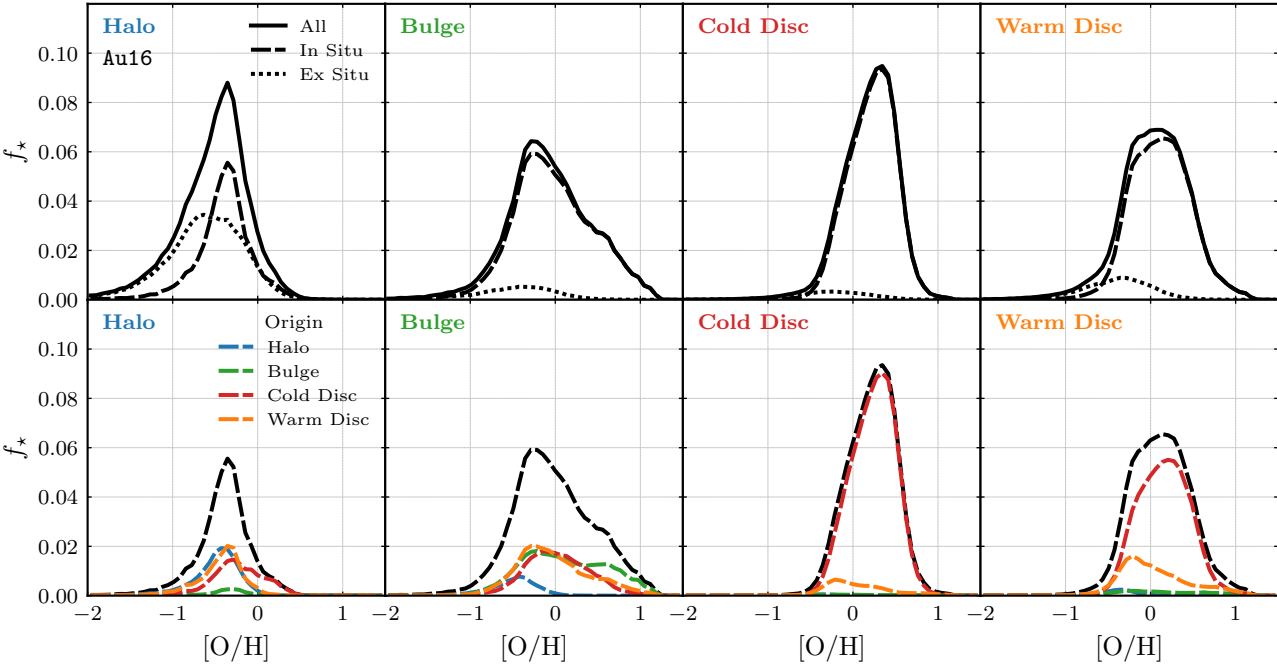 Halo
Au16
All
In Situ
Ex Situ
Bulge
Cold Disc
Warm Disc
0.10
0.08
0.06
0.04
0.02
0.00
f⋆
Halo
Origin
Halo
Bulge
Cold Disc
Warm Disc
Bulge
Cold Disc
Warm Disc
0.10
0.08
0.06
0.04
0.02
0.00
f⋆
−2 −1 0 1 −2 −1 0 1 −2 −1 0 1 −2 −1 0 1
[O/H] [O/H] [O/H] [O/H]